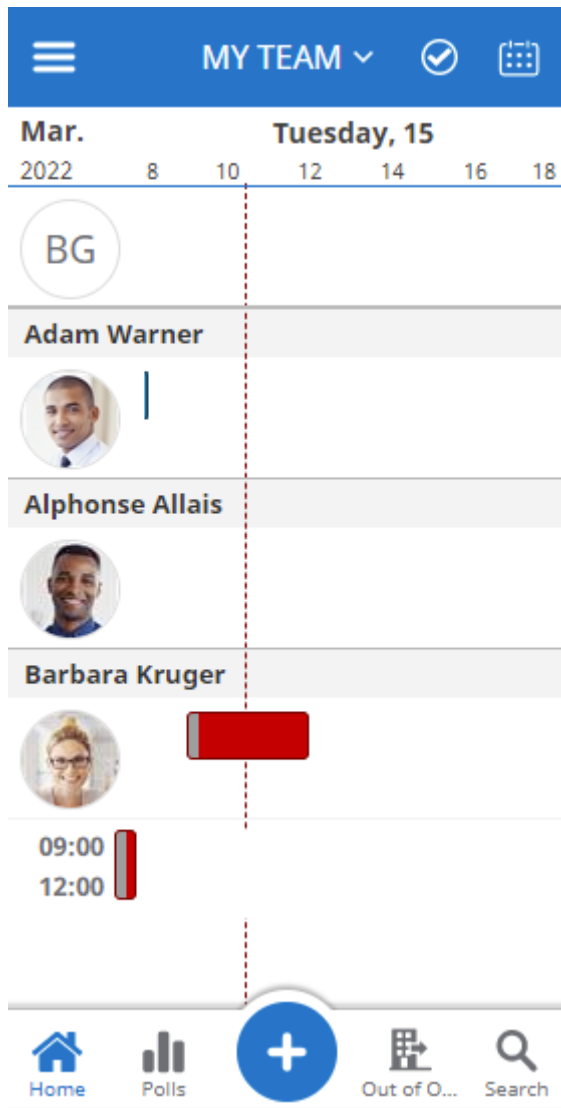 MY TEAM
Mar. Tuesday, 15
2022 8 10 12 14 16 18
BG
Adam Warner
Alphonse Allais
Barbara Kruger
09:00
12:00
Home Polls Out of O... Search